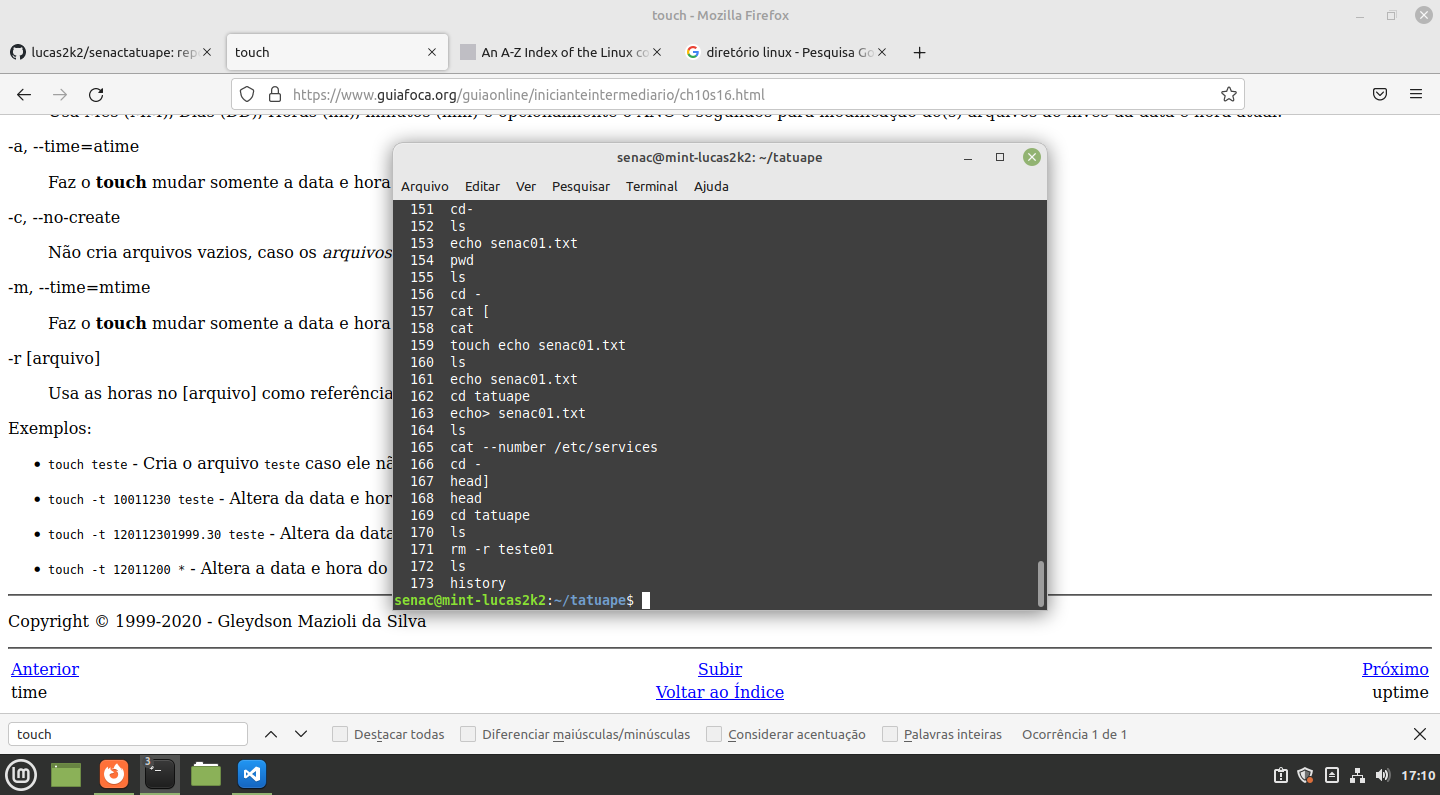 touch - Mozilla Firefox
lucas2k2/senactatuape: rep
touch
An A-Z Index of the Linux co
diretório linux - Pesquisa Go
https://www.guiafoca.org/guiaonline/inicianteintermediario/ch10s16.html
-a, --time=atime
Faz o touch mudar somente a data e hora
-c, --no-create
Não cria arquivos vazios, caso os arquivos
-m, --time=mtime
Faz o touch mudar somente a data e hora
-r [arquivo]
Usa as horas no [arquivo] como referência
Exemplos:
touch teste - Cria o arquivo teste caso ele nã
touch -t 10011230 teste - Altera da data e hor
touch -t 120112301999.30 teste - Altera da data
touch -t 12011200 * - Altera a data e hora do
senac@mint-lucas2k2: ~/tatuape
Arquivo Editar Ver Pesquisar Terminal Ajuda
151 cd-
152 ls
153 echo senac01.txt
154 pwd
155 ls
156 cd -
157 cat [
158 cat
159 touch echo senac01.txt
160 ls
161 echo senac01.txt
162 cd tatuape
163 echo> senac01.txt
164 ls
165 cat --number /etc/services
166 cd -
167 head]
168 head
169 cd tatuape
170 ls
171 rm -r teste01
172 ls
173 history
senac@mint-lucas2k2:~/tatuape$
Copyright © 1999-2020 - Gleydson Mazioli da Silva
Anterior Subir Próximo
time Voltar ao Índice uptime
touch Destacar todas Diferenciar maiúsculas/minúsculas Considerar acentuação Palavras inteiras Ocorrência 1 de 1
3
17:10